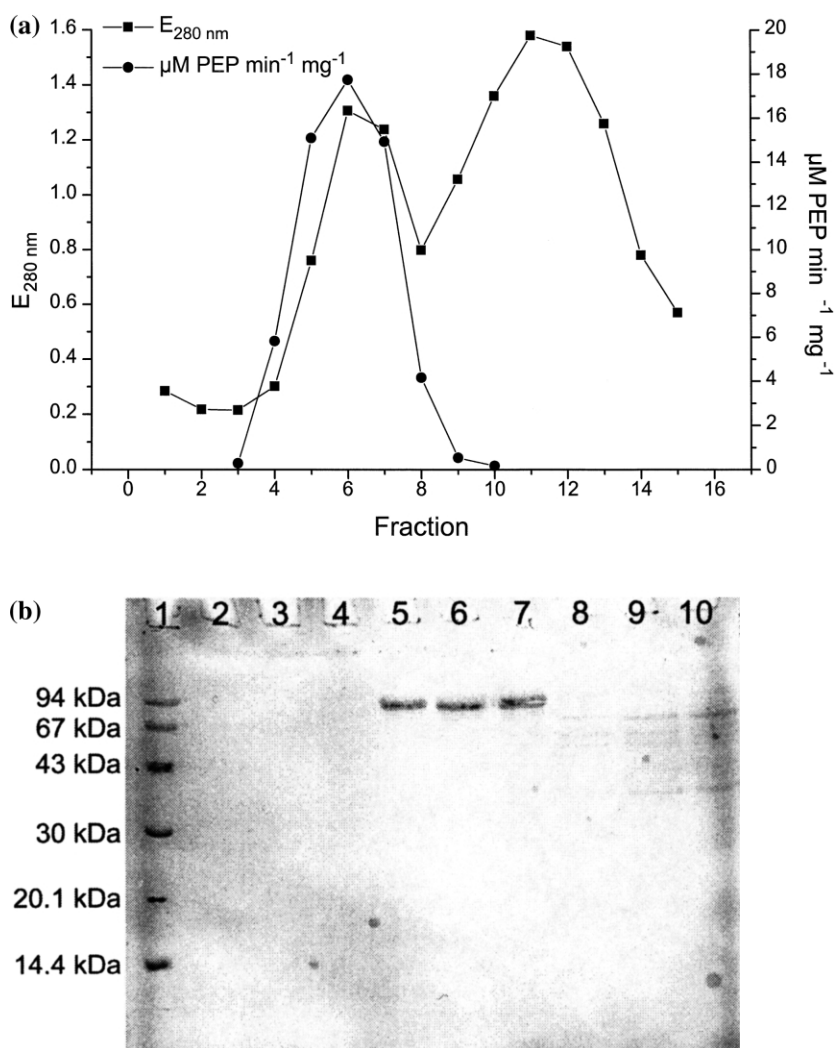 (a)
E280 nm
µM PEP min-1 mg-1
1.6
1.4
1.2
1.0
0.8
0.6
0.4
0.2
0.0
E280 nm
20
18
16
14
12
10
8
6
4
2
0
µM PEP min -1 mg-1
0 2 4 6 8 10 12 14 16
Fraction
(b)
1 2 3 4 5 6 7 8 9 10
94 kDa
67 kDa
43 kDa
30 kDa
20.1 kDa
14.4 kDa